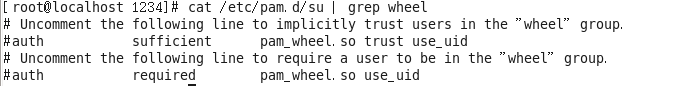 [root@localhost 1234]# cat /etc/pam.d/su | grep wheel
# Uncomment the following line to implicitly trust users in the "wheel" group.
#auth           sufficient      pam_wheel.so trust use_uid
# Uncomment the following line to require a user to be in the "wheel" group.
#auth           required        pam_wheel.so use_uid